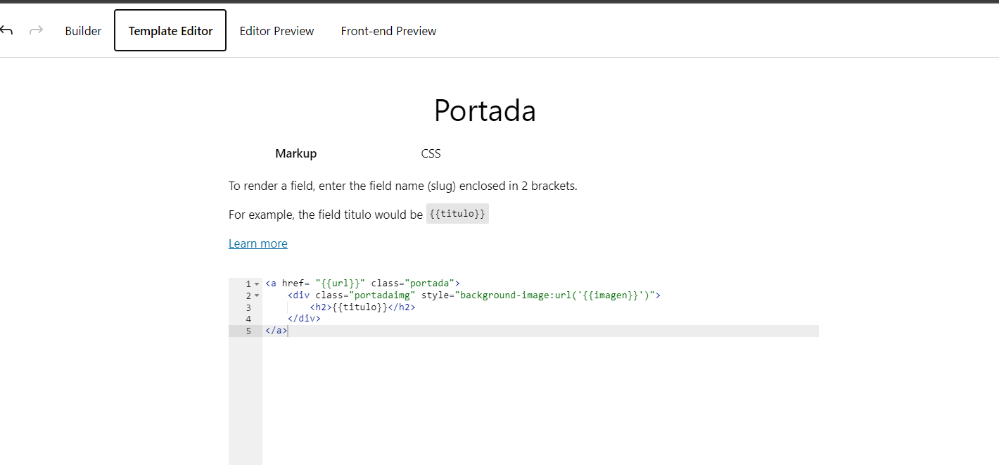 Builder Template Editor Editor Preview Front-end Preview
Portada
Markup CSS
To render a field, enter the field name (slug) enclosed in 2 brackets.
For example, the field titulo would be {{titulo}}
Learn more
1 <a href= "{{url}}" class="portada">
2 <div class="portadaimg" style="background-image:url('{{imagen}}')">
3 <h2>{{titulo}}</h2>
4 </div>
5 </a>